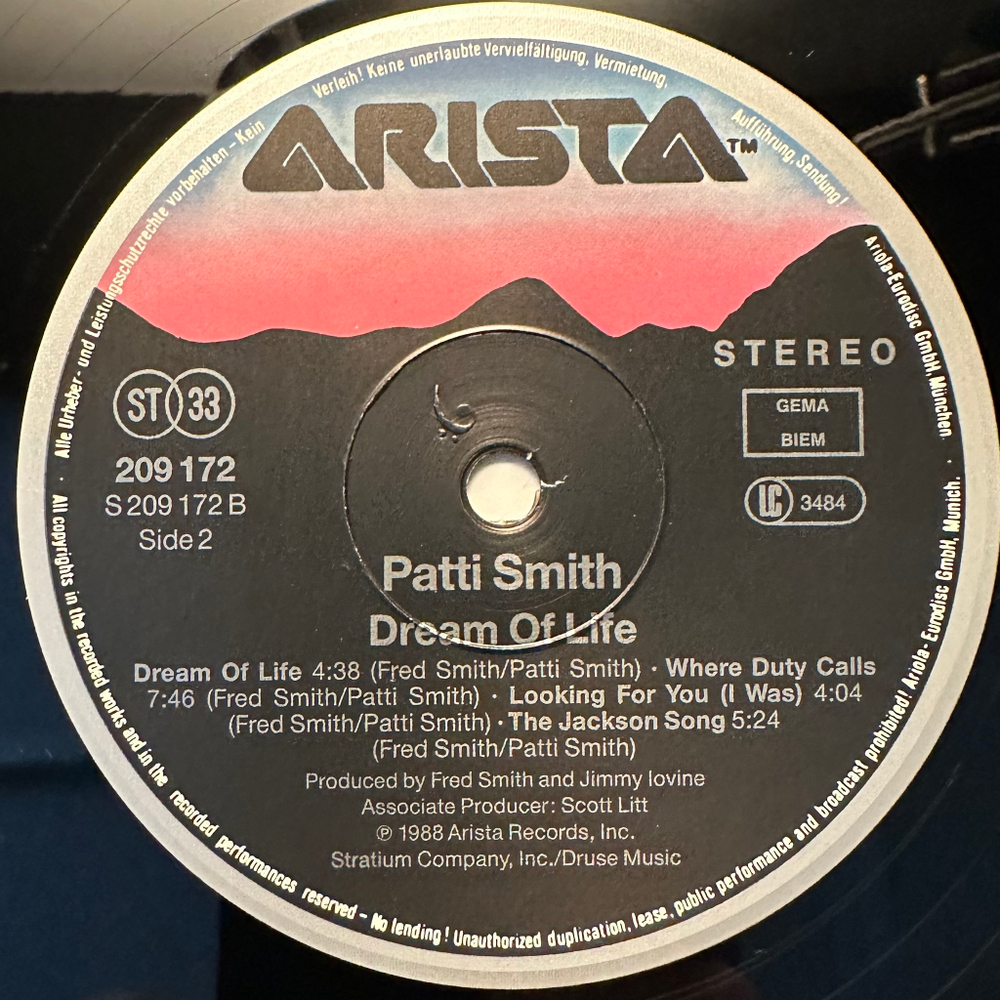 Alle Urheber- und Leistungsschutzrechte vorbehalten – Kein Verleih! Keine unerlaubte Vervielfältigung, Vermietung, Aufführung, Sendung!
Ariola-Eurodisc GmbH, München.
ARISTA™
STEREO
ST 33
GEMA
BIEM
209 172
S 209 172 B
LC 3484
Side 2
Patti Smith
Dream Of Life
Dream Of Life 4:38 (Fred Smith/Patti Smith) · Where Duty Calls
7:46 (Fred Smith/Patti Smith) · Looking For You (I Was) 4:04
(Fred Smith/Patti Smith) · The Jackson Song 5:24
(Fred Smith/Patti Smith)
Produced by Fred Smith and Jimmy Iovine
Associate Producer: Scott Litt
℗ 1988 Arista Records, Inc.
Stratium Company, Inc./Druse Music
· All copyrights in the recorded works and in the recorded performances reserved – No lending! Unauthorized duplication, lease, public performance and broadcast prohibited! Ariola- Eurodisc GmbH, Munich. ·